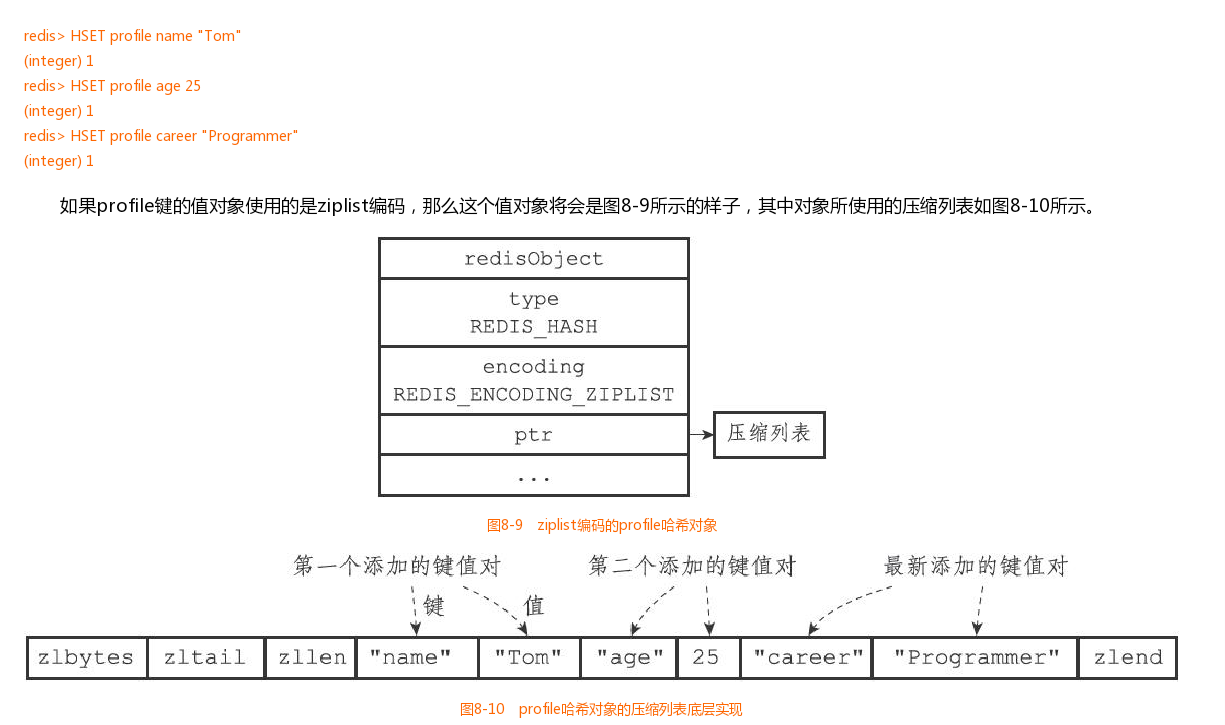 redis> HSET profile name "Tom"
(integer) 1
redis> HSET profile age 25
(integer) 1
redis> HSET profile career "Programmer"
(integer) 1
如果profile键的值对象使用的是ziplist编码，那么这个值对象将会是图8-9所示的样子，其中对象所使用的压缩列表如图8-10所示。
redisObject
type
REDIS_HASH
encoding
REDIS_ENCODING_ZIPLIST
ptr
压缩列表
...
图8-9 ziplist编码的profile哈希对象
第一个添加的键值对 第二个添加的键值对 最新添加的键值对
键 值
zlbytes zltail zllen "name" "Tom" "age" 25 "career" "Programmer" zlend
图8-10 profile哈希对象的压缩列表底层实现